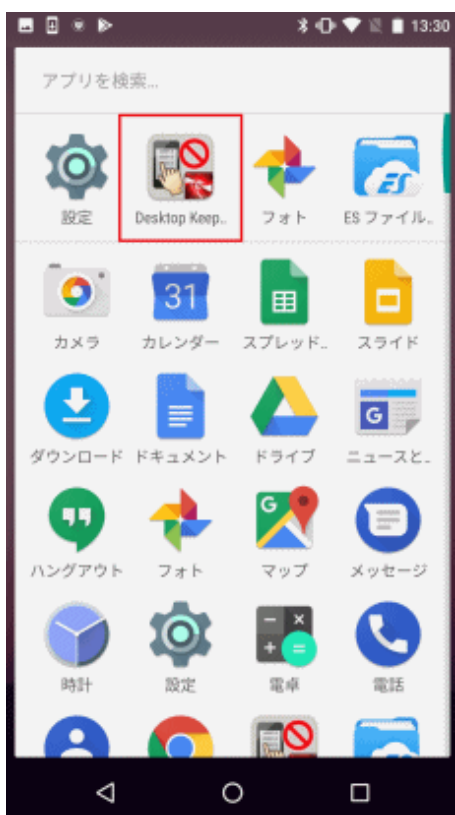 13:30
アプリを検索...
設定 Desktop Keep.. フォト ES ファイル..
31
カメラ カレンダー スプレッド.. スライド
G
ダウンロード ドキュメント ドライブ ニュースと..
G
ハングアウト フォト マップ メッセージ
時計 設定 電卓 電話